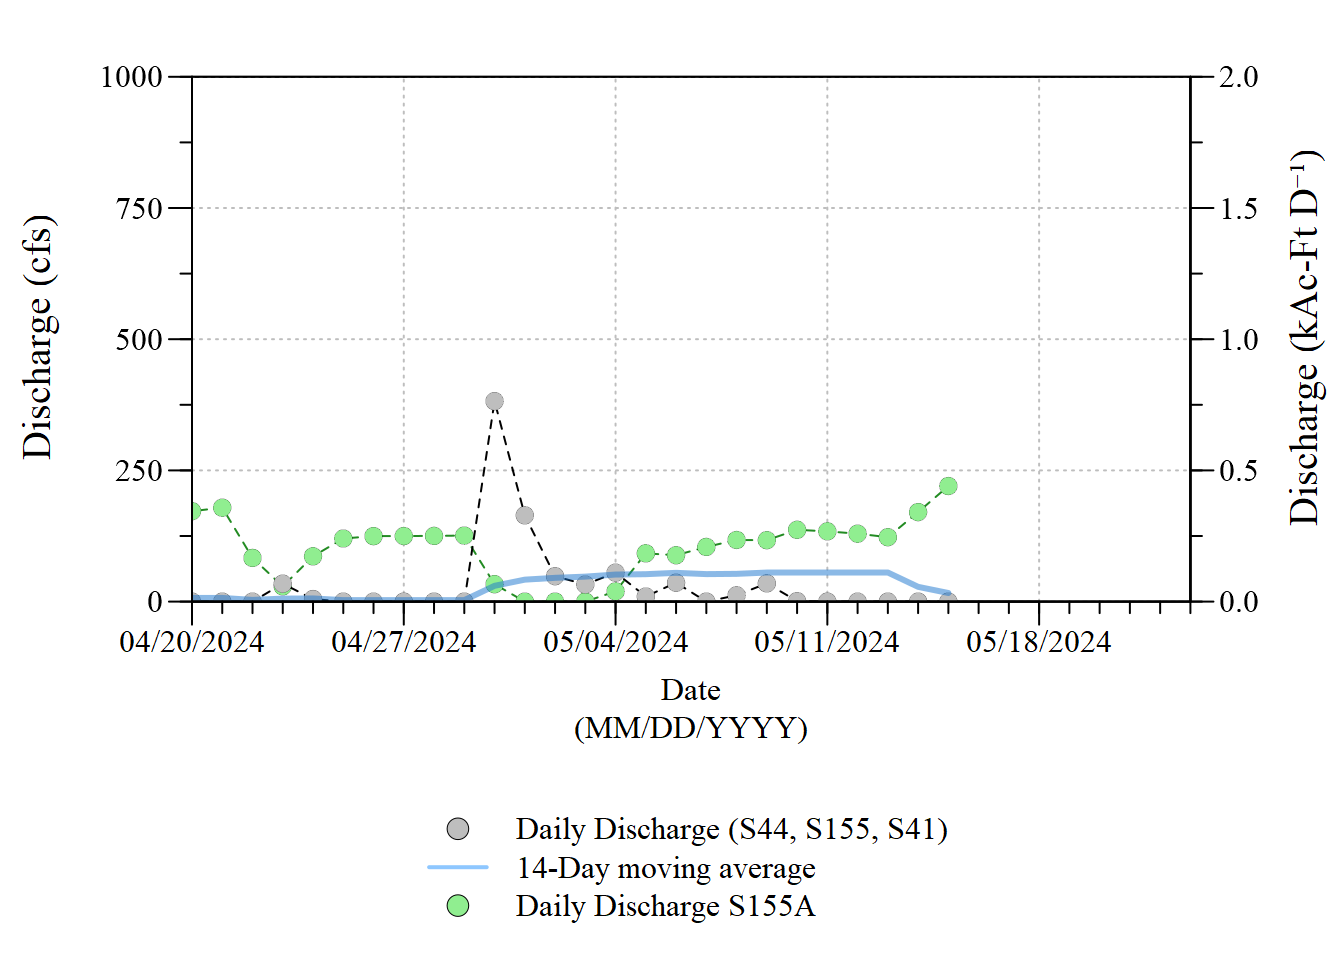 1000
750
500
250
0
Discharge (cfs)
2.0
1.5
1.0
0.5
0.0
Discharge (kAc-Ft D⁻¹)
04/20/2024 04/27/2024 05/04/2024 05/11/2024 05/18/2024
Date
(MM/DD/YYYY)
Daily Discharge (S44, S155, S41)
14-Day moving average
Daily Discharge S155A